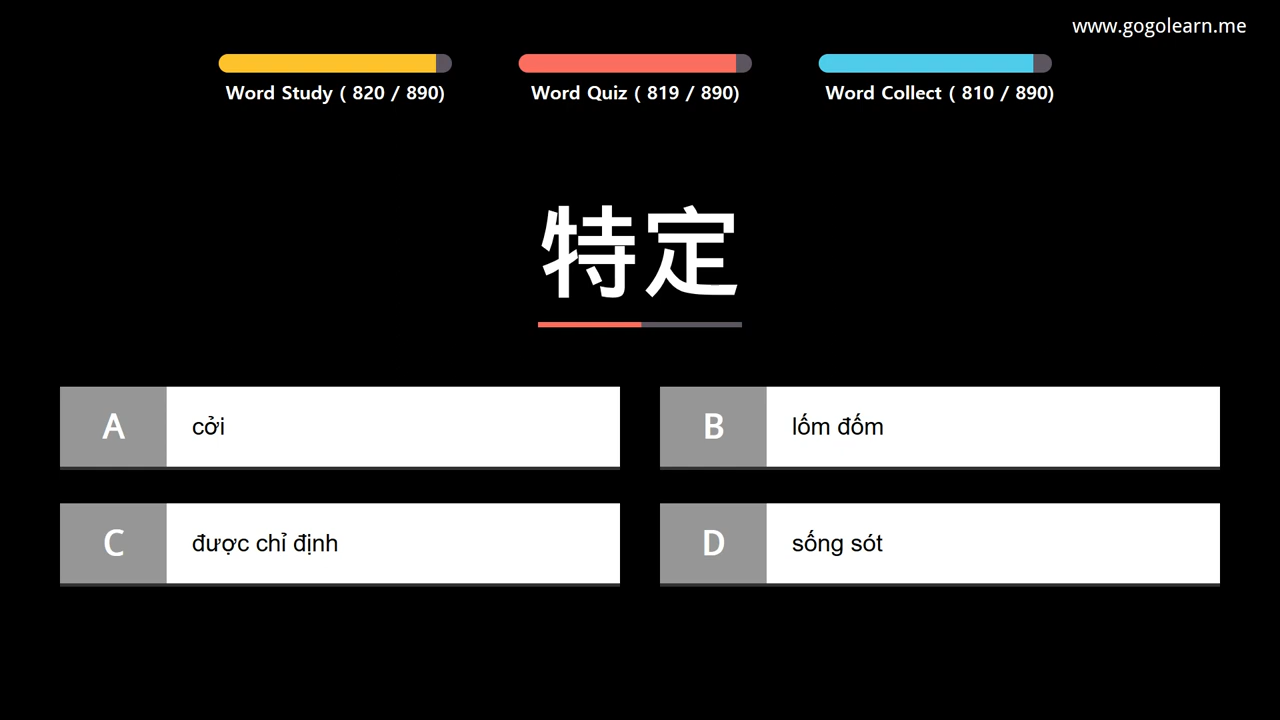 www.gogolearn.me
Word Study ( 820 / 890)
Word Quiz ( 819 / 890)
Word Collect ( 810 / 890)
特定
A cởi
B lốm đốm
C được chỉ định
D sống sót